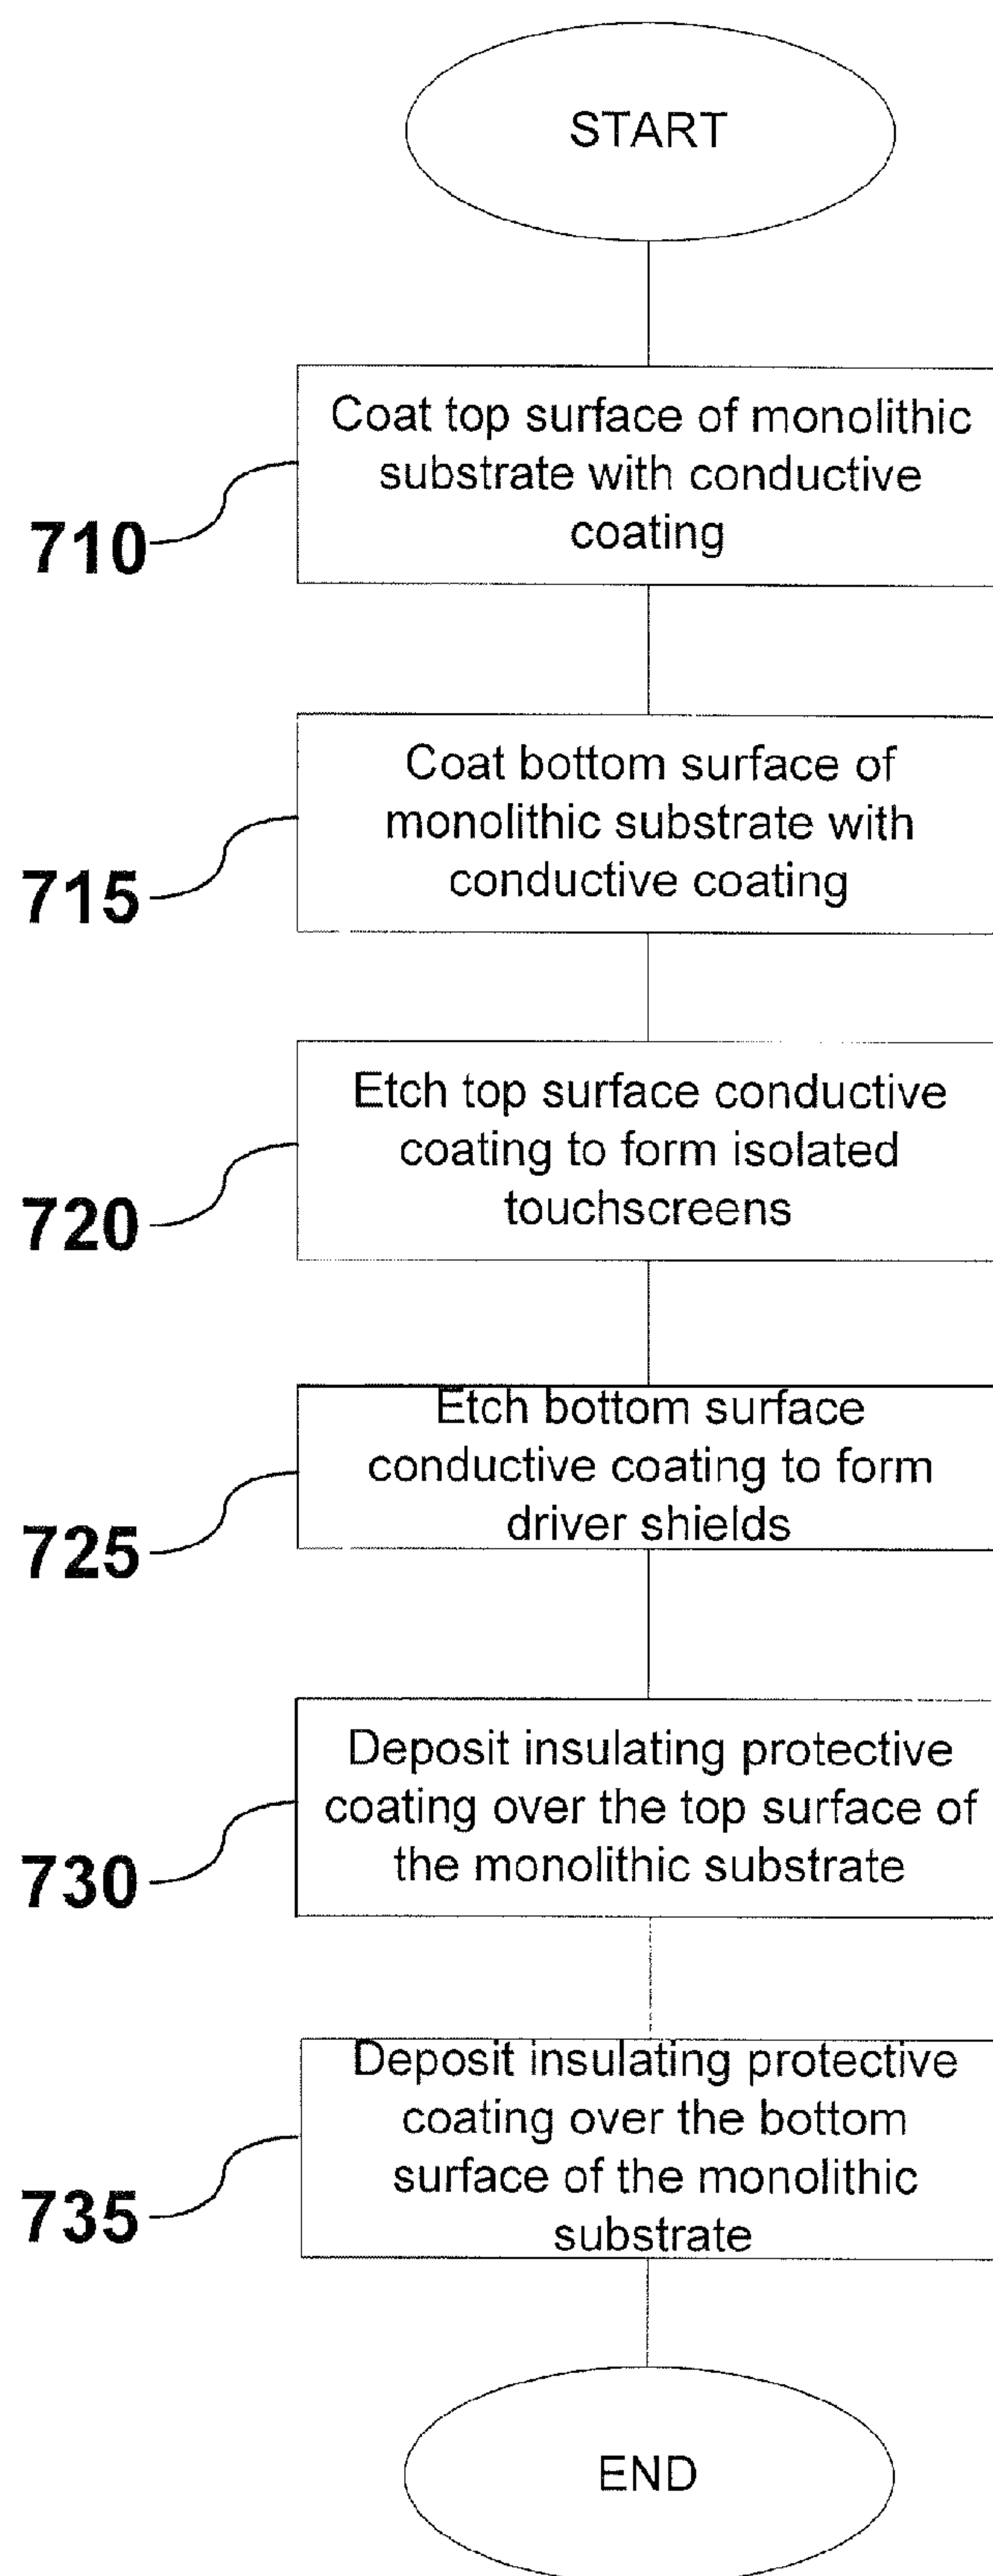 START
Coat top surface of monolithic
substrate with conductive
coating
710
Coat bottom surface of
monolithic substrate with
conductive coating
715
Etch top surface conductive
coating to form isolated
touchscreens
720
Etch bottom surface
conductive coating to form
driver shields
725
Deposit insulating protective
coating over the top surface of
the monolithic substrate
730
Deposit insulating protective
coating over the bottom
surface of the monolithic
substrate
735
END